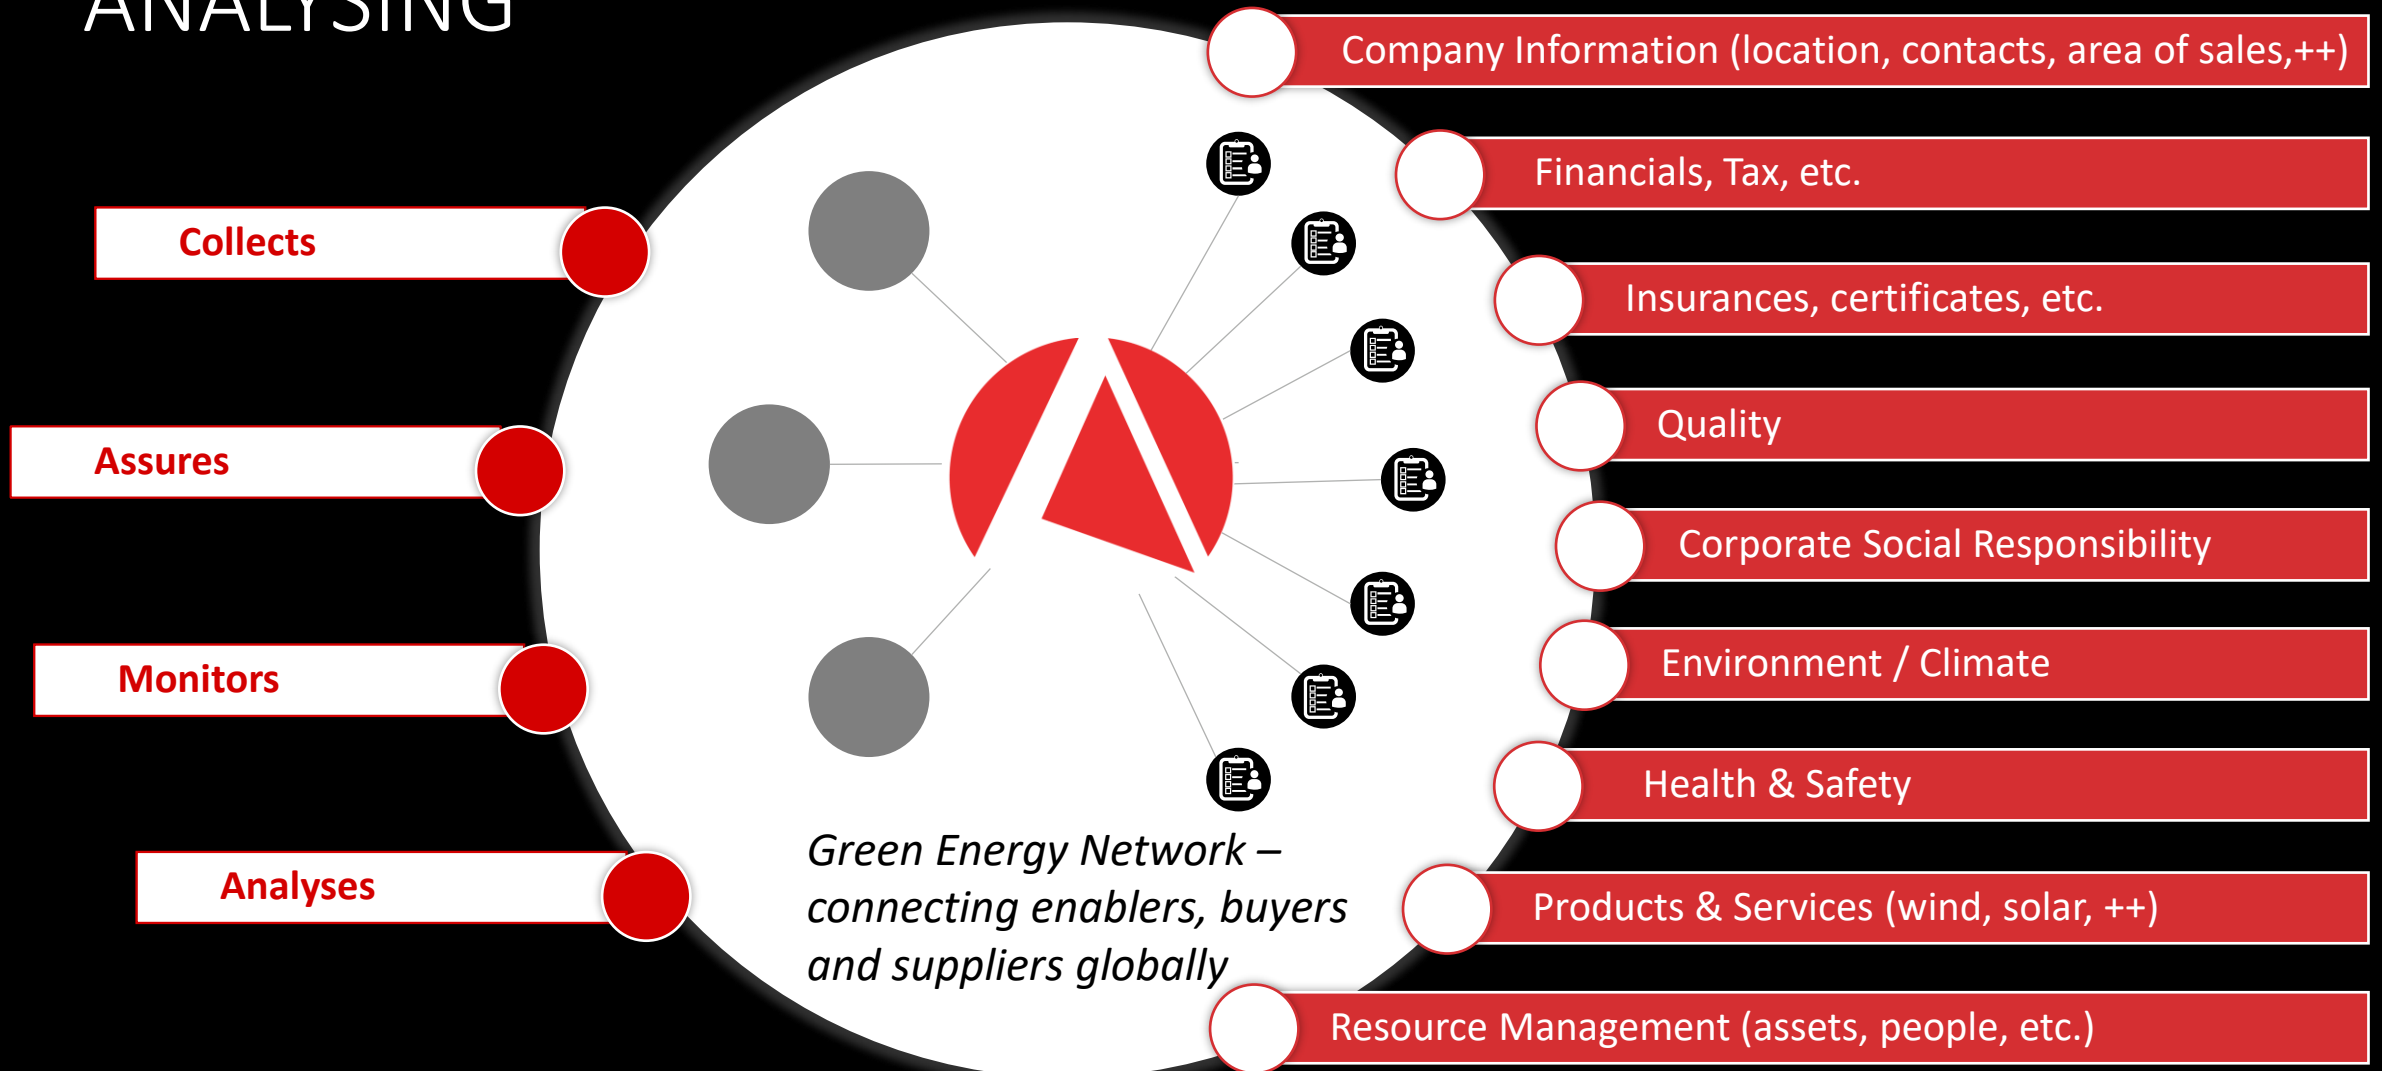 ANALYSING
Collects
Assures
Monitors
Analyses
Green Energy Network –
connecting enablers, buyers
and suppliers globally
Company Information (location, contacts, area of sales,++)
Financials, Tax, etc.
Insurances, certificates, etc.
Quality
Corporate Social Responsibility
Environment / Climate
Health & Safety
Products & Services (wind, solar, ++)
Resource Management (assets, people, etc.)